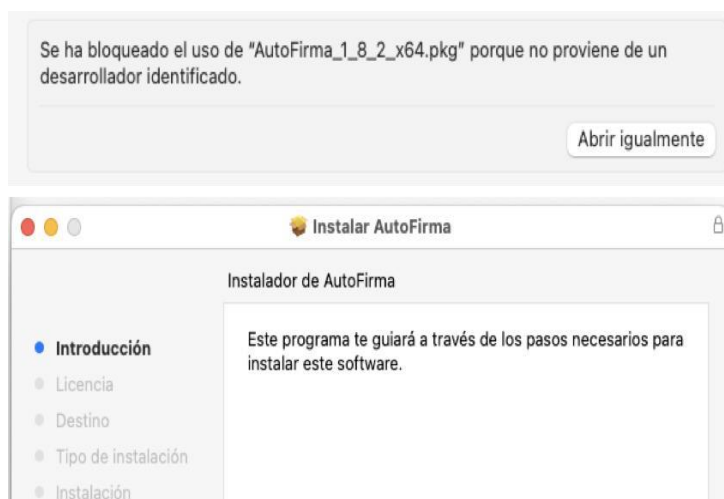 Se ha bloqueado el uso de “AutoFirma_1_8_2_x64.pkg” porque no proviene de un
desarrollador identificado.
Abrir igualmente
Instalar AutoFirma
Instalador de AutoFirma
Introducción
Licencia
Destino
Tipo de instalación
Instalación
Este programa te guiará a través de los pasos necesarios para
instalar este software.